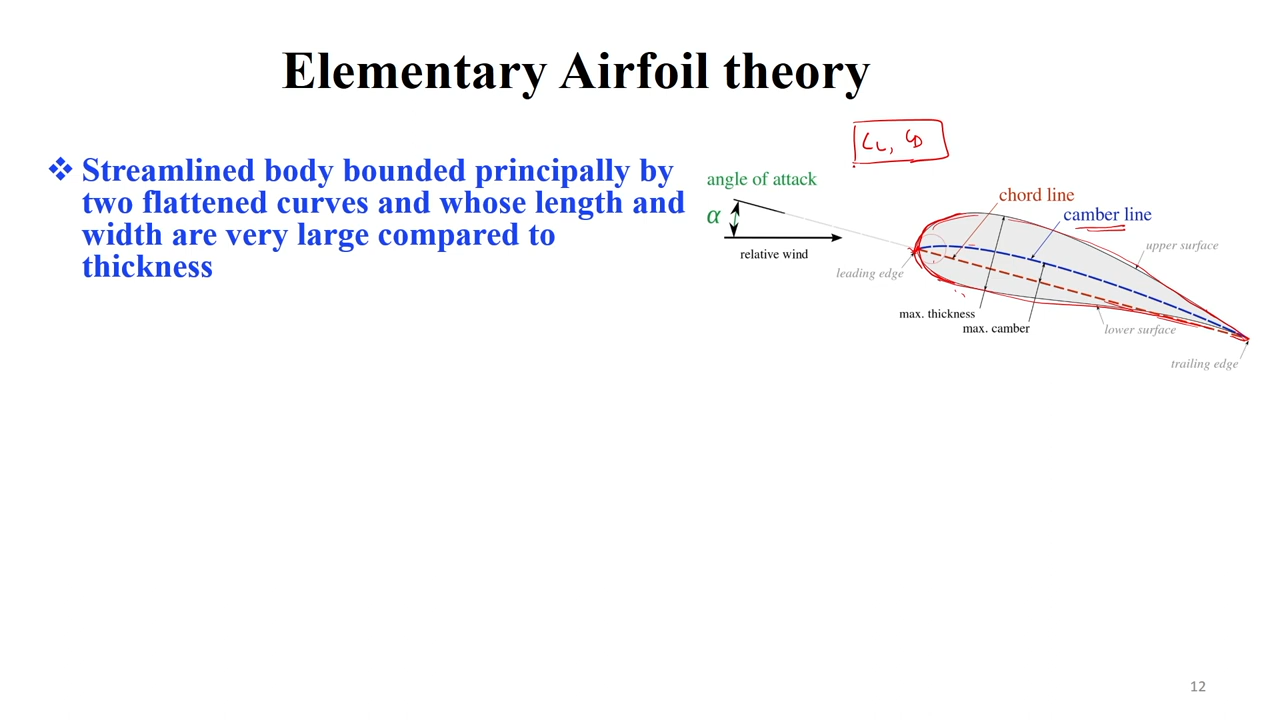 Elementary Airfoil theory
C_L, C_D
❖ Streamlined body bounded principally by
two flattened curves and whose length and
width are very large compared to
thickness
angle of attack
α
relative wind
chord line
camber line
upper surface
leading edge
max. thickness
max. camber
lower surface
trailing edge
12